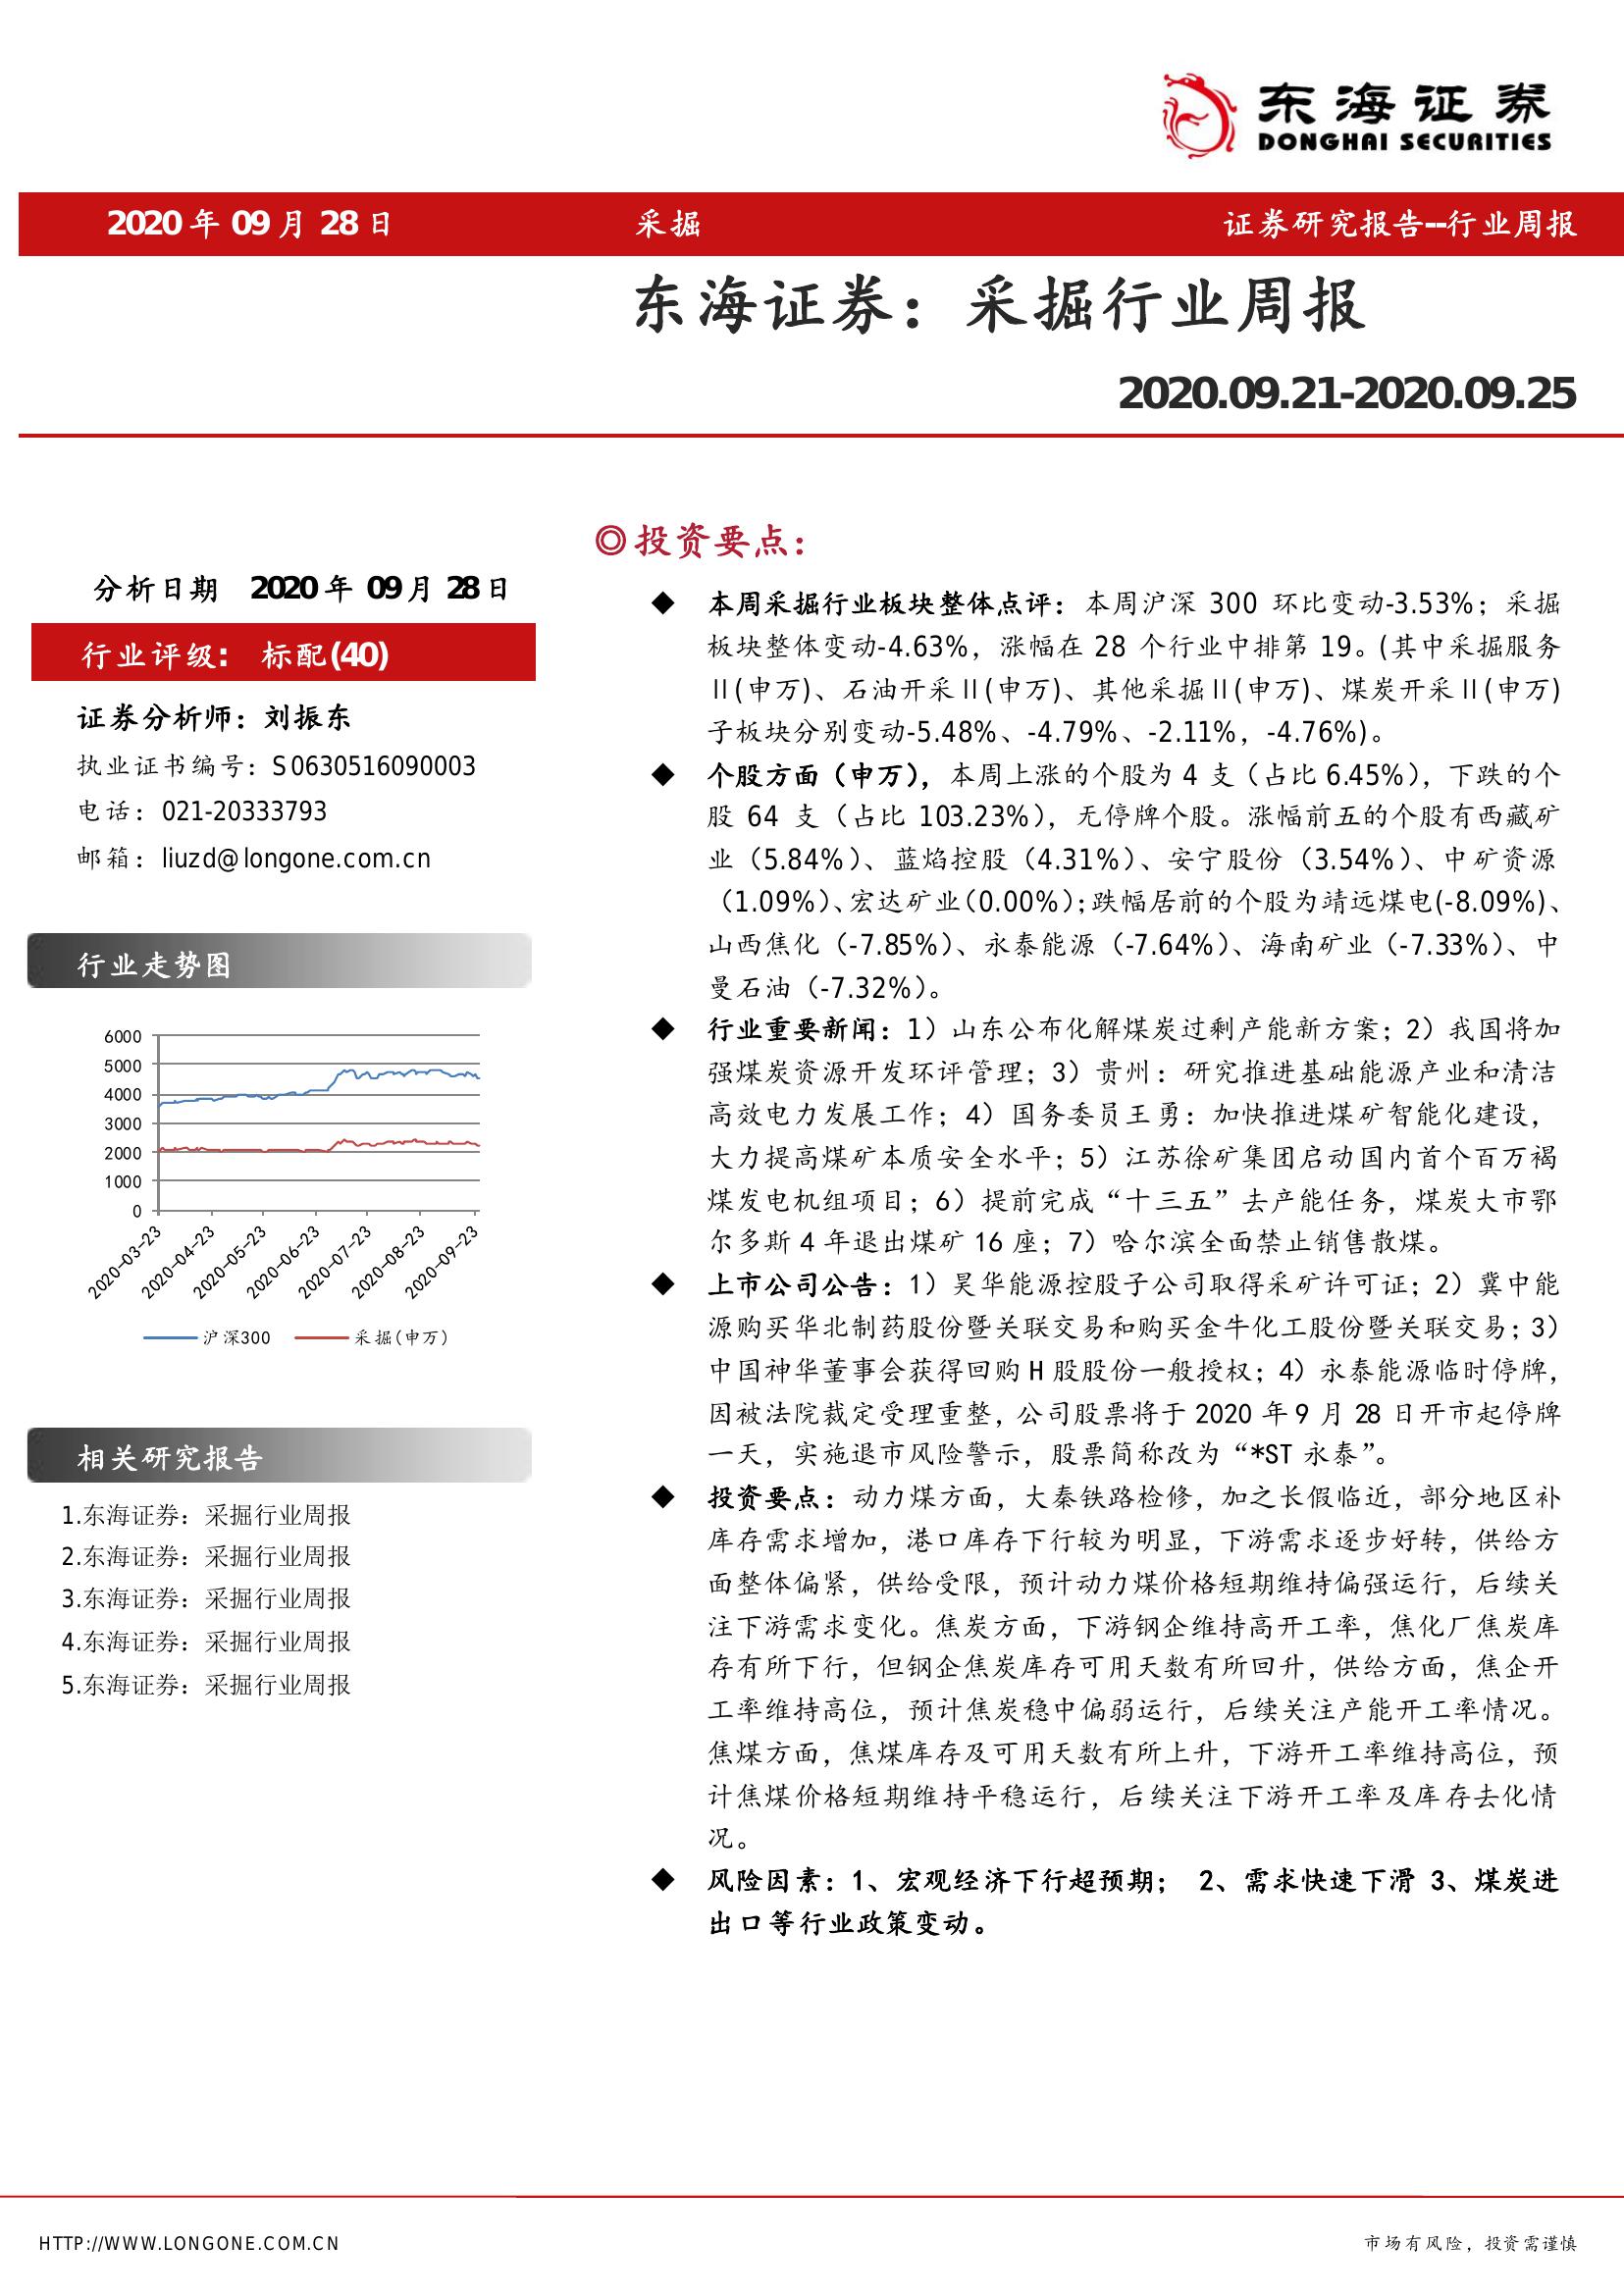 东海证券
DONGHAI SECURITIES
2020 年 09 月 28 日 采掘 证券研究报告--行业周报
东海证券：采掘行业周报
2020.09.21-2020.09.25
分析日期 2020 年 09 月 28 日
行业评级： 标配(40)
证券分析师：刘振东
执业证书编号：S0630516090003
电话：021-20333793
邮箱：liuzd@longone.com.cn
行业走势图
6000
5000
4000
3000
2000
1000
0
2020-03-23
2020-04-23
2020-05-23
2020-06-23
2020-07-23
2020-08-23
2020-09-23
沪深300 采掘(申万)
相关研究报告
1.东海证券：采掘行业周报
2.东海证券：采掘行业周报
3.东海证券：采掘行业周报
4.东海证券：采掘行业周报
5.东海证券：采掘行业周报
◎投资要点：
◆ 本周采掘行业板块整体点评：本周沪深 300 环比变动-3.53%；采掘
板块整体变动-4.63%，涨幅在 28 个行业中排第 19。(其中采掘服务
Ⅱ(申万)、石油开采Ⅱ(申万)、其他采掘Ⅱ(申万)、煤炭开采Ⅱ(申万)
子板块分别变动-5.48%、-4.79%、-2.11%，-4.76%)。
◆ 个股方面（申万），本周上涨的个股为 4 支（占比 6.45%），下跌的个
股 64 支（占比 103.23%），无停牌个股。涨幅前五的个股有西藏矿
业（5.84%）、蓝焰控股（4.31%）、安宁股份（3.54%）、中矿资源
（1.09%）、宏达矿业（0.00%）；跌幅居前的个股为靖远煤电(-8.09%)、
山西焦化（-7.85%）、永泰能源（-7.64%）、海南矿业（-7.33%）、中
曼石油（-7.32%）。
◆ 行业重要新闻：1）山东公布化解煤炭过剩产能新方案；2）我国将加
强煤炭资源开发环评管理；3）贵州：研究推进基础能源产业和清洁
高效电力发展工作；4）国务委员王勇：加快推进煤矿智能化建设，
大力提高煤矿本质安全水平；5）江苏徐矿集团启动国内首个百万褐
煤发电机组项目；6）提前完成“十三五”去产能任务，煤炭大市鄂
尔多斯 4 年退出煤矿 16 座；7）哈尔滨全面禁止销售散煤。
◆ 上市公司公告：1）昊华能源控股子公司取得采矿许可证；2）冀中能
源购买华北制药股份暨关联交易和购买金牛化工股份暨关联交易；3）
中国神华董事会获得回购 H 股股份一般授权；4）永泰能源临时停牌，
因被法院裁定受理重整，公司股票将于 2020 年 9 月 28 日开市起停牌
一天，实施退市风险警示，股票简称改为“*ST 永泰”。
◆ 投资要点：动力煤方面，大秦铁路检修，加之长假临近，部分地区补
库存需求增加，港口库存下行较为明显，下游需求逐步好转，供给方
面整体偏紧，供给受限，预计动力煤价格短期维持偏强运行，后续关
注下游需求变化。焦炭方面，下游钢企维持高开工率，焦化厂焦炭库
存有所下行，但钢企焦炭库存可用天数有所回升，供给方面，焦企开
工率维持高位，预计焦炭稳中偏弱运行，后续关注产能开工率情况。
焦煤方面，焦煤库存及可用天数有所上升，下游开工率维持高位，预
计焦煤价格短期维持平稳运行，后续关注下游开工率及库存去化情
况。
◆ 风险因素：1、宏观经济下行超预期； 2、需求快速下滑 3、煤炭进
出口等行业政策变动。
HTTP://WWW.LONGONE.COM.CN 市场有风险，投资需谨慎